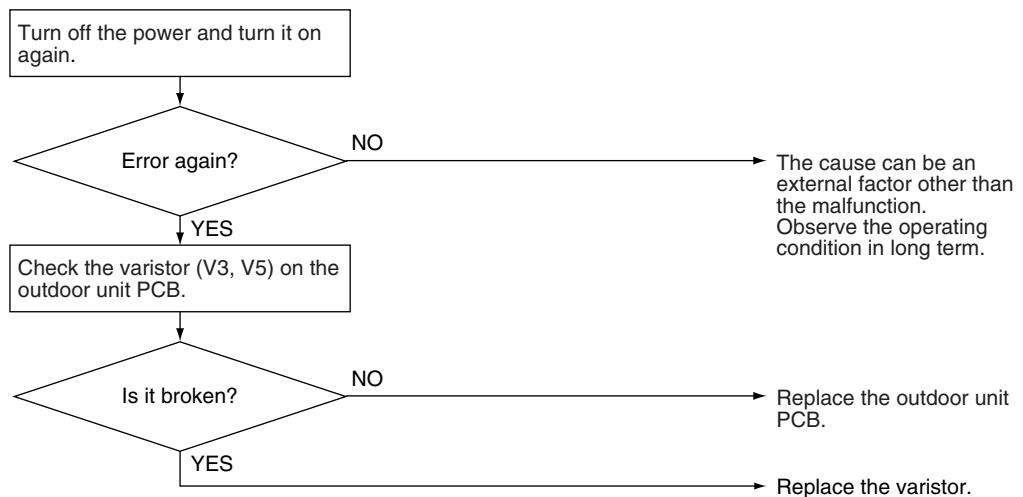 Turn off the power and turn it on
again.
Error again?
NO
The cause can be an
external factor other than
the malfunction.
Observe the operating
condition in long term.
YES
Check the varistor (V3, V5) on the
outdoor unit PCB.
Is it broken?
NO
Replace the outdoor unit
PCB.
YES
Replace the varistor.